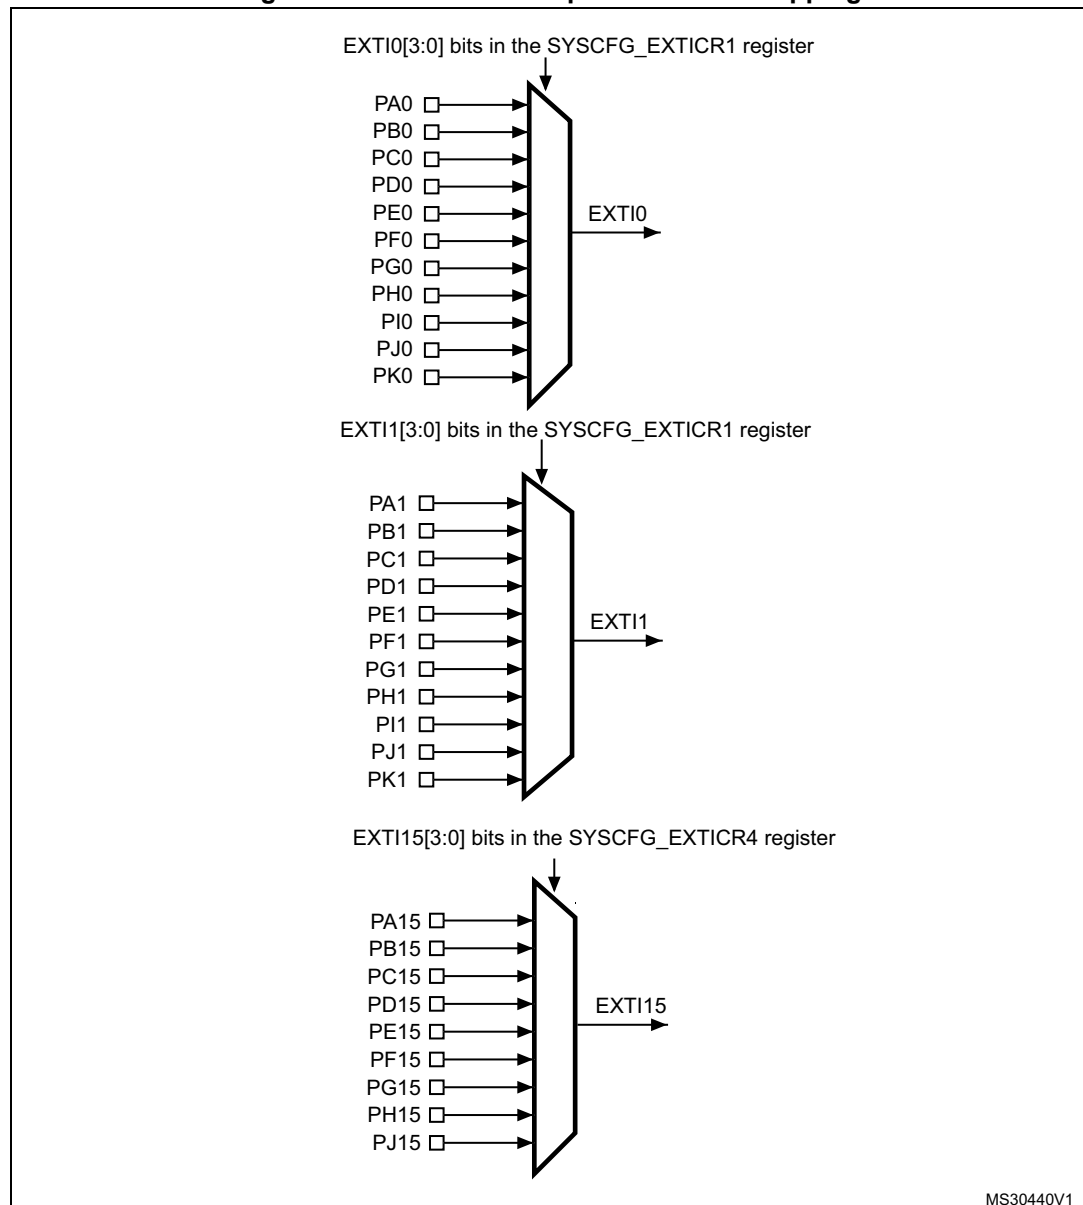 EXTI0[3:0] bits in the SYSCFG_EXTICR1 register
PA0
PB0
PC0
PD0
PE0
EXTI0
PF0
PG0
PH0
PI0
PJ0
PK0
EXTI1[3:0] bits in the SYSCFG_EXTICR1 register
PA1
PB1
PC1
PD1
PE1
EXTI1
PF1
PG1
PH1
PI1
PJ1
PK1
EXTI15[3:0] bits in the SYSCFG_EXTICR4 register
PA15
PB15
PC15
PD15
EXTI15
PE15
PF15
PG15
PH15
PJ15
MS30440V1